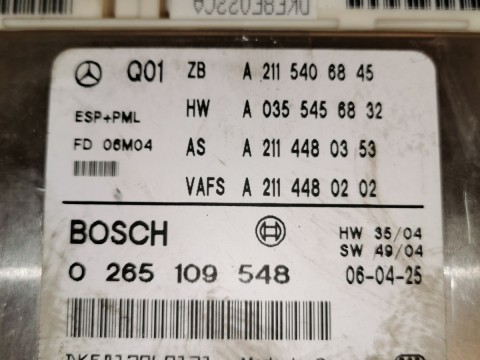 Q01 ZB A 211 540 68 45
ESP+PML HW A 035 545 68 32
FD 06M04 AS A 211 448 03 53
VAFS A 211 448 02 02
BOSCH HW 35/04
SW 49/04
0 265 109 548 06-04-25